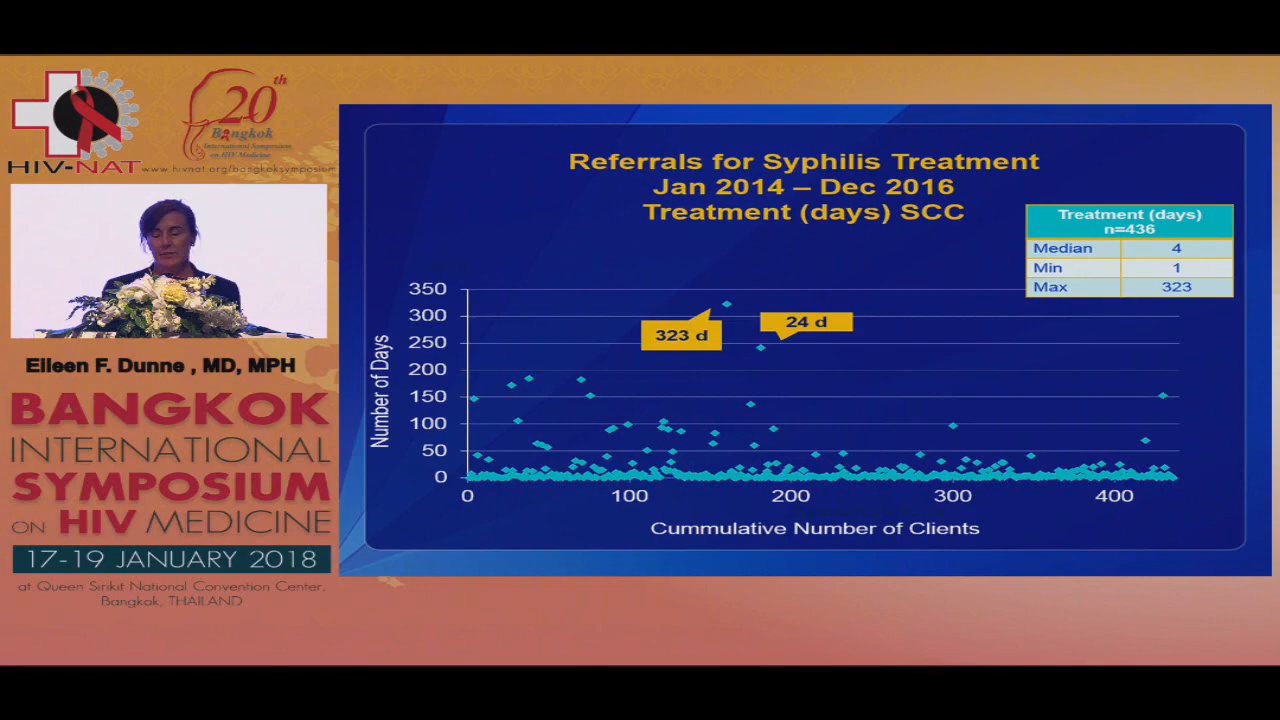 20th
Bangkok
International Symposium
on HIV Medicine
HIV-NAT
www.hivnat.org/bangkoksymposium
Eileen F. Dunne , MD, MPH
BANGKOK
INTERNATIONAL
SYMPOSIUM
ON HIV MEDICINE
17-19 JANUARY 2018
at Queen Sirikit National Convention Center,
Bangkok, THAILAND
Referrals for Syphilis Treatment
Jan 2014 – Dec 2016
Treatment (days) SCC
Treatment (days)
n=436
Median 4
Min 1
Max 323
Number of Days
350
300
250
200
150
100
50
0
323 d
24 d
0 100 200 300 400
Cummulative Number of Clients